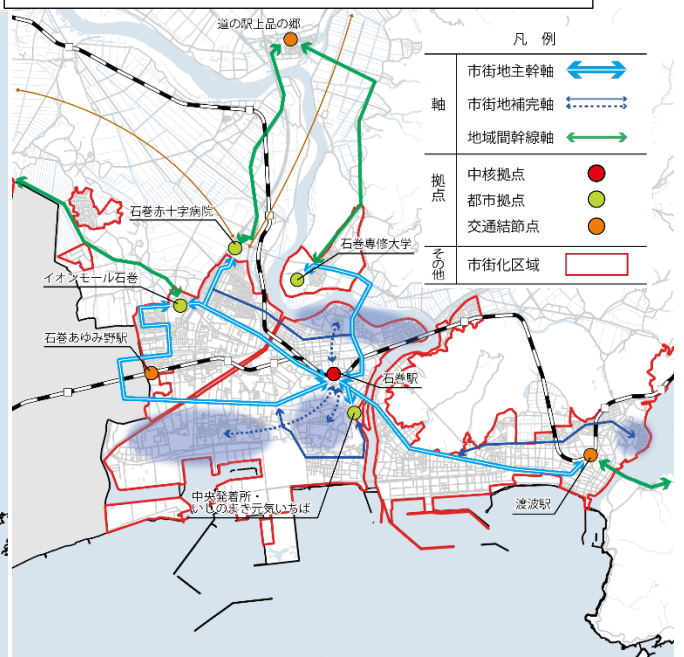 道の駅上品の郷
凡 例
軸
市街地主幹軸
市街地補完軸
地域間幹線軸
拠点
中核拠点
都市拠点
交通結節点
その他
市街化区域
石巻赤十字病院
石巻専修大学
イオンモール石巻
石巻あゆみ野駅
石巻駅
中央発着所・
いしのまき元気いちば
渡波駅